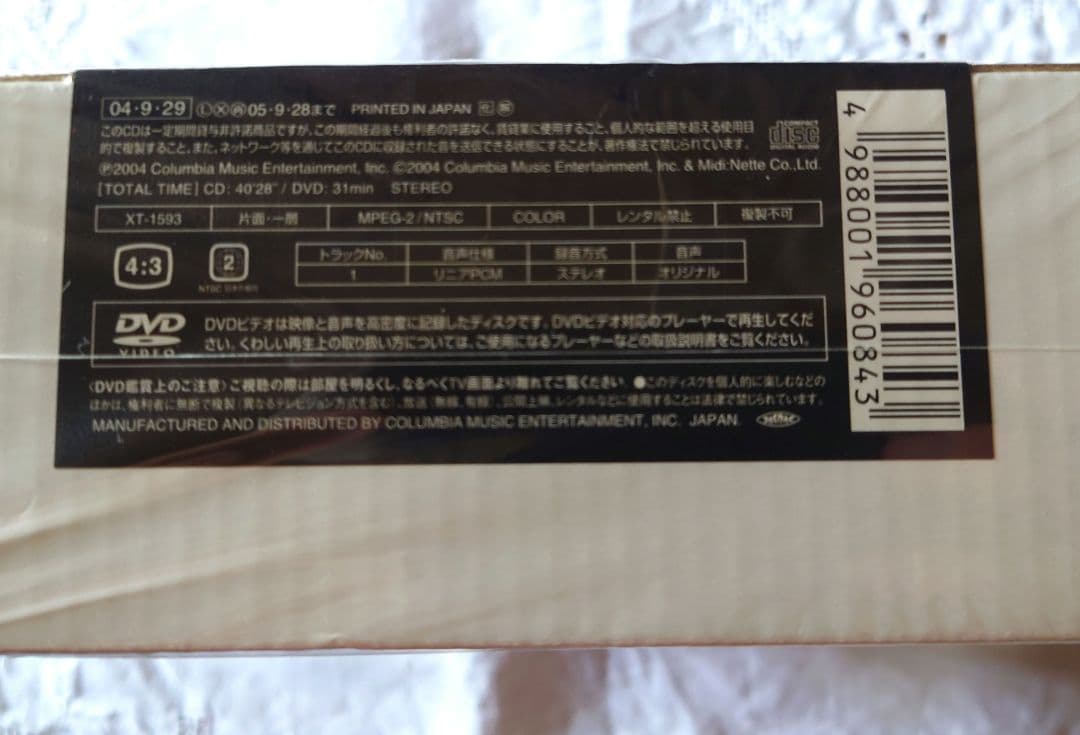 04・9・29 Ⓛ Ⓧ 05・9・28まで PRINTED IN JAPAN
このCDは一定期間貸与非許諾商品ですが、この期間経過後も権利者の許諾なく、賃貸業に使用すること、個人的な範囲を超える使用目
的で複製すること、また、ネットワーク等を通じてこのCDに収録された音を送信できる状態にすることが、著作権法で禁じられています。
COMPACT disc DIGITAL AUDIO
Ⓟ2004 Columbia Music Entertainment, Inc. ©2004 Columbia Music Entertainment, Inc. & Midi:Nette Co.,Ltd.
[TOTAL TIME] CD: 40'28" / DVD: 31min STEREO
XT-1593 片面・一層 MPEG-2 / NTSC COLOR レンタル禁止 複製不可
4:3 2 トラックNo. 音声仕様 録音方式 音声
1 リニアPCM ステレオ オリジナル
NTSC 日本市場向
DVD VIDEO
DVDビデオは映像と音声を高密度に記録したディスクです。DVDビデオ対応のプレーヤーで再生してくだ
さい。くわしい再生上の取り扱い方については、ご使用になるプレーヤーなどの取扱説明書をご覧ください。
〈DVD鑑賞上のご注意〉ご視聴の際は部屋を明るくし、なるべくTV画面より離れてご覧ください。●このディスクを個人的に楽しむなどの
ほかは、権利者に無断で複製(異なるテレビジョン方式を含む)、放送(無線、有線)、公開上映、レンタルなどに使用することは法律で禁じられています。
MANUFACTURED AND DISTRIBUTED BY COLUMBIA MUSIC ENTERTAINMENT, INC. JAPAN.
4 988001 960843